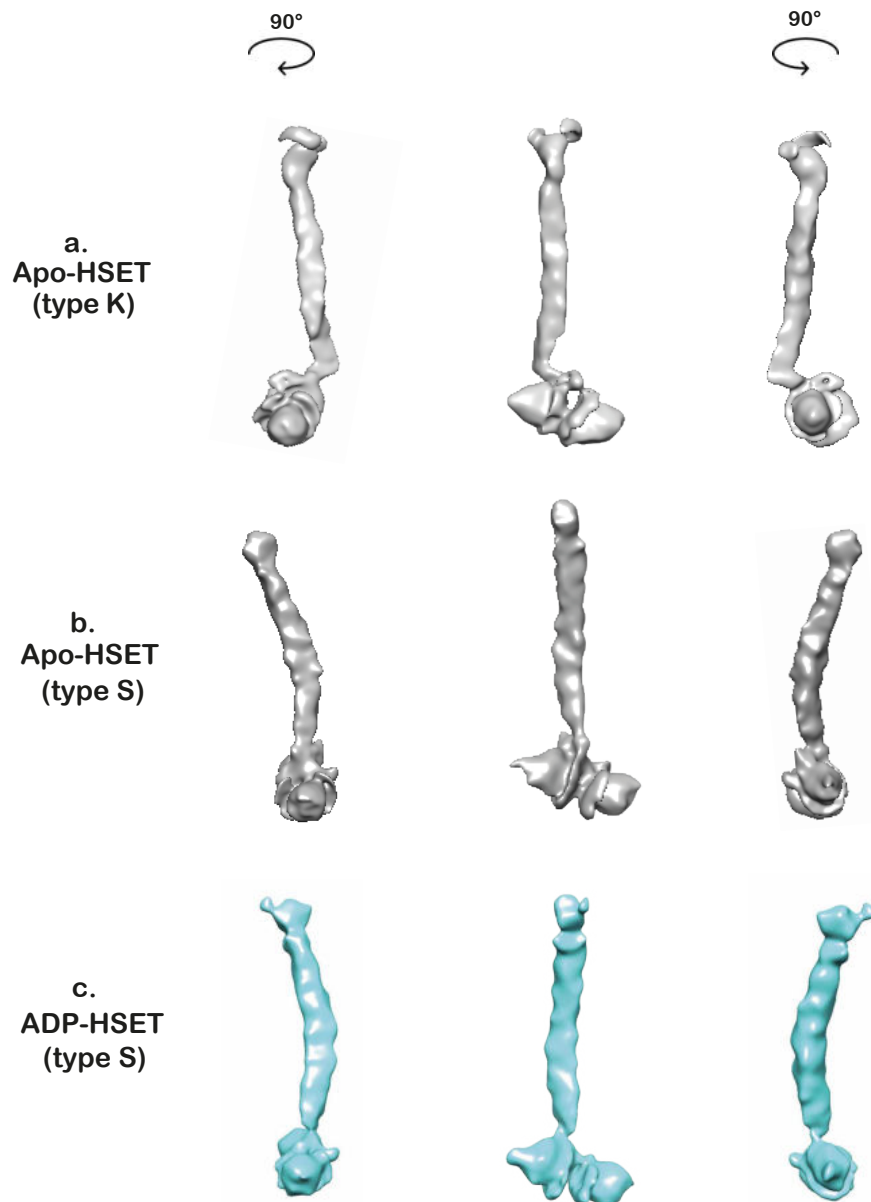 90°
90°
a.
Apo-HSET
(type K)
b.
Apo-HSET
(type S)
c.
ADP-HSET
(type S)